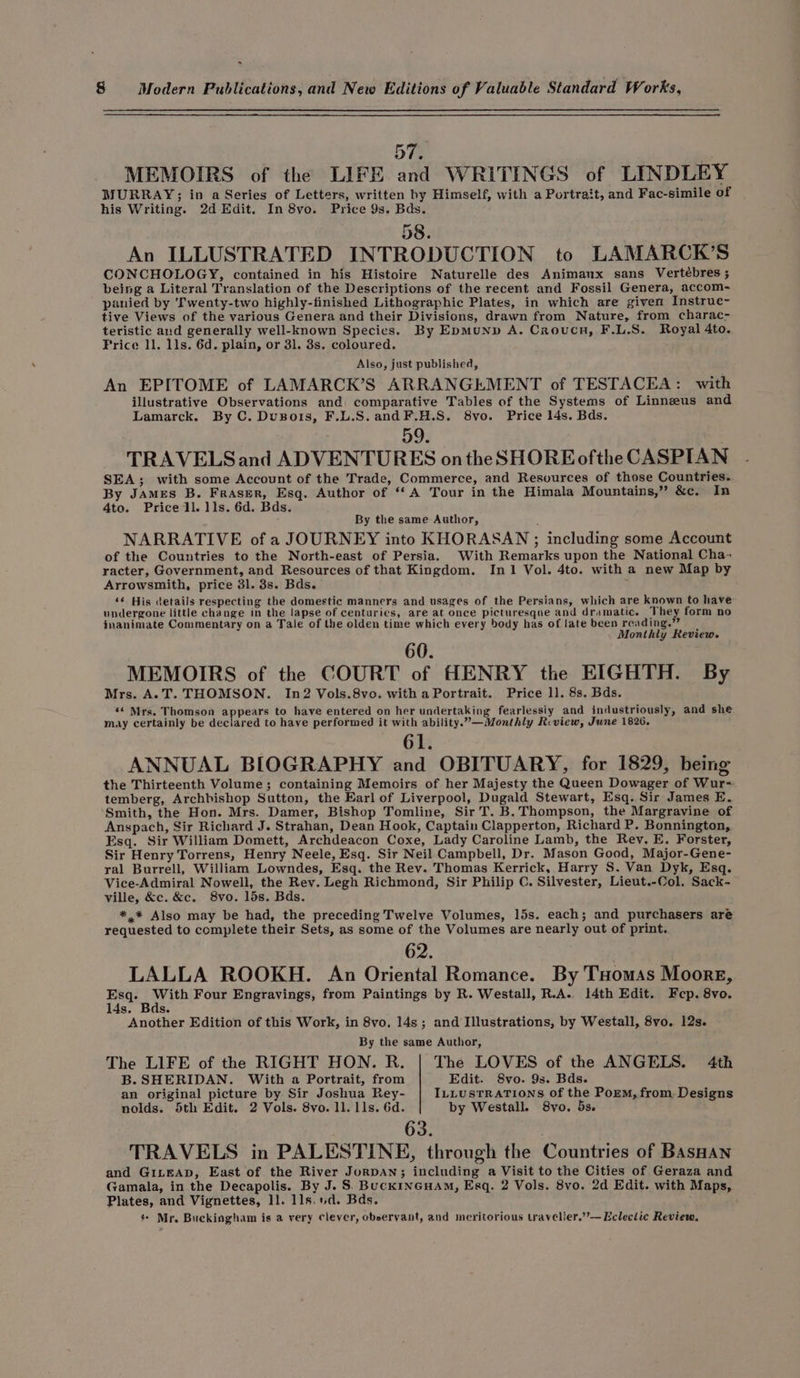 8 Modern Publications, and New Editions of Valuable Standard Works,
57.
MEMOIRS of the LIFE and WRITINGS of LINDLEY
MURRAY; in a Series of Letters, written by Himself, with a Portrait, and Fac-simile of
his Writing. 2d Edit. In 8vo. Price 9s. Bds.
58.
An ILLUSTRATED INTRODUCTION to LAMARCK'S
CONCHOLOGY, contained in his Histoire Naturelle des Animaux sans Vertèbres;
being a Literal Translation of the Descriptions of the recent and Fossil Genera, accom-
panied by Twenty-two highly-finished Lithographic Plates, in which are given Instruc-
tive Views of the various Genera and their Divisions, drawn from Nature, from charac-
teristic and generally well-known Species. By EDMUND A. CROUCH, F.L.S. Royal 4to.
Price 1l. 11s. 6d. plain, or 3l. 3s. coloured.
Also, just published,
An EPITOME of LAMARCK'S ARRANGEMENT of TESTACEA: with
illustrative Observations and comparative Tables of the Systems of Linnæus and
Lamarck. By C. DUBOIS, F.L.S. and F.H.S. 8vo. Price 14s. Bds.
59.
TRAVELS and ADVENTURES on the SHORE of the CASPIAN
SEA; with some Account of the Trade, Commerce, and Resources of those Countries.
By JAMES B. FRASER, Esq. Author of "A Tour in the Himala Mountains," &c. In
4to. Price 1l. 11s. 6d. Bds.
By the same Author,
NARRATIVE of a JOURNEY into KHORASAN; including some Account
of the Countries to the North-east of Persia. With Remarks upon the National Cha-
racter, Government, and Resources of that Kingdom. In 1 Vol. 4to. with a new Map by
Arrowsmith, price 3l. 3s. Bds.
"His details respecting the domestic manners and usages of the Persians, which are known to have
undergone little change in the lapse of centuries, are at once picturesque and dramatic. They form no
inanimate Commentary on a Tale of the olden time which every body has of late been reading."
Monthly Review.
60.
MEMOIRS of the COURT of HENRY the EIGHTH. By
Mrs. A. T. THOMSON. In 2 Vols. 8vo. with a Portrait. Price 1l. 8s. Bds.
"Mrs. Thomson appears to have entered on her undertaking fearlessly and industriously, and she
may certainly be declared to have performed it with ability."—Monthly Review, June 1826.
61.
ANNUAL BIOGRAPHY and OBITUARY, for 1829, being
the Thirteenth Volume; containing Memoirs of her Majesty the Queen Dowager of Wur-
temberg, Archbishop Sutton, the Earl of Liverpool, Dugald Stewart, Esq. Sir James E.
Smith, the Hon. Mrs. Damer, Bishop Tomline, Sir T. B. Thompson, the Margravine of
Anspach, Sir Richard J. Strahan, Dean Hook, Captain Clapperton, Richard P. Bonnington,
Esq. Sir William Domett, Archdeacon Coxe, Lady Caroline Lamb, the Rev. E. Forster,
Sir Henry Torrens, Henry Neele, Esq. Sir Neil Campbell, Dr. Mason Good, Major-Gene-
ral Burrell, William Lowndes, Esq. the Rev. Thomas Kerrick, Harry S. Van Dyk, Esq.
Vice-Admiral Nowell, the Rev. Legh Richmond, Sir Philip C. Silvester, Lieut.-Col. Sack-
ville, &c. &c. 8vo. 15s. Bds.
*** Also may be had, the preceding Twelve Volumes, 15s. each; and purchasers are
requested to complete their Sets, as some of the Volumes are nearly out of print.
62.
LALLA ROOKH. An Oriental Romance. By THOMAS MOORE,
Esq. With Four Engravings, from Paintings by R. Westall, R.A. 14th Edit. Fcp. 8vo.
14s. Bds.
Another Edition of this Work, in 8vo. 14s; and Illustrations, by Westall, 8vo. 12s.
By the same Author,
The LIFE of the RIGHT HON. R.
B. SHERIDAN. With a Portrait, from
an original picture by Sir Joshua Rey-
nolds. 5th Edit. 2 Vols. 8vo. 1l. 11s. 6d.
The LOVES of the ANGELS. 4th
Edit. 8vo. 9s. Bds.
ILLUSTRATIONS of the POEM, from Designs
by Westall. 8vo. 5s.
63.
TRAVELS in PALESTINE, through the Countries of BASHAN
and GILEAD, East of the River JORDAN; including a Visit to the Cities of Geraza and
Gamala, in the Decapolis. By J. S. BUCKINGHAM, Esq. 2 Vols. 8vo. 2d Edit. with Maps,
Plates, and Vignettes, 1l. 11s. 6d. Bds.
"Mr. Buckingham is a very clever, observant, and meritorious traveller."—Eclectic Review.